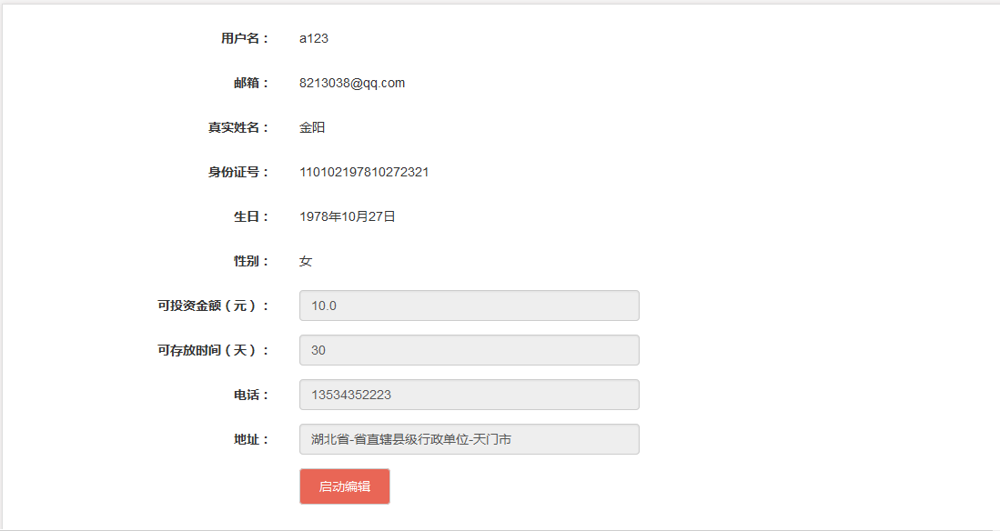 用户名： a123
邮箱： 8213038@qq.com
真实姓名： 金阳
身份证号： 110102197810272321
生日： 1978年10月27日
性别： 女
可投资金额（元）： 10.0
可存放时间（天）： 30
电话： 13534352223
地址： 湖北省-省直辖县级行政单位-天门市
启动编辑